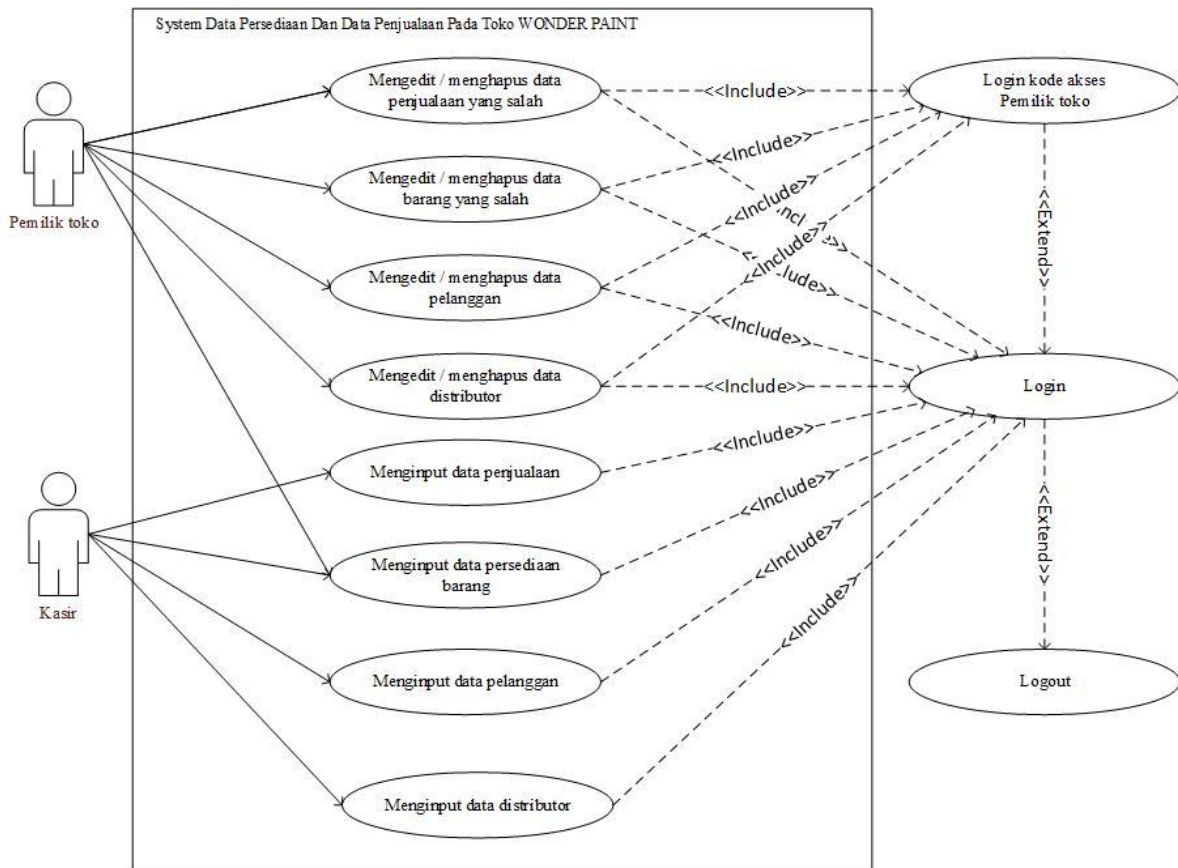 System Data Persediaan Dan Data Penjualaan Pada Toko WONDER PAINT
Mengedit / menghapus data
penjualaan yang salah
<<Include>>
Login kode akses
Pemilik toko
Mengedit / menghapus data
barang yang salah
<<Include>>
Pemilik toko
<<Include>>
<<Extend>>
Mengedit / menghapus data
pelanggan
<<Include>>
<<Include>>
Mengedit / menghapus data
distributor
<<Include>>
Login
Menginput data penjualaan
<<Include>>
Kasir
Menginput data persediaan
barang
<<Include>>
<<Extend>>
<<Include>>
Menginput data pelanggan
<<Include>>
Logout
Menginput data distributor